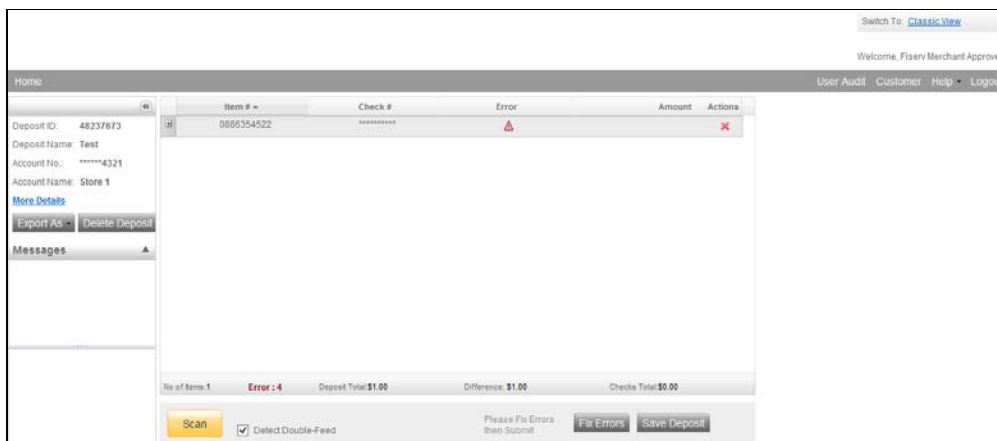 Switch To: Classic View
Welcome, Fiserv Merchant Approve
Home User Audit Customer Help Logou
Item # Check # Error Amount Actions
0886354522 **********
Deposit ID: 48237673
Deposit Name: Test
Account No.: ******4321
Account Name: Store 1
More Details
Export As Delete Deposit
Messages
No of Items:1 Error : 4 Deposit Total:$1.00 Difference: $1.00 Checks Total:$0.00
Scan Detect Double-Feed
Please Fix Errors
then Submit
Fix Errors Save Deposit